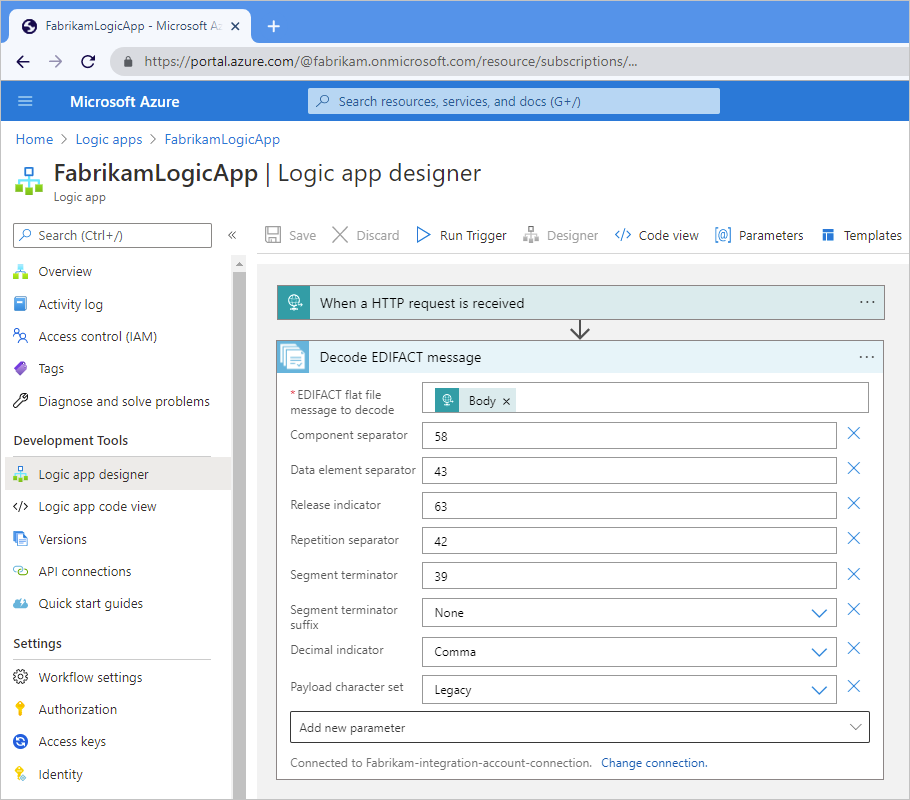 FabrikamLogicApp - Microsoft Az
https://portal.azure.com/@fabrikam.onmicrosoft.com/resource/subscriptions/...
Microsoft Azure
Search resources, services, and docs (G+/)
Home > Logic apps > FabrikamLogicApp
FabrikamLogicApp | Logic app designer
Logic app
Search (Ctrl+/)
«
Overview
Activity log
Access control (IAM)
Tags
Diagnose and solve problems
Development Tools
Logic app designer
Logic app code view
Versions
API connections
Quick start guides
Settings
Workflow settings
Authorization
Access keys
Identity
Save Discard Run Trigger Designer Code view Parameters Templates
When a HTTP request is received ...
Decode EDIFACT message ...
*EDIFACT flat file
message to decode
Body ×
Component separator
58
Data element separator
43
Release indicator
63
Repetition separator
42
Segment terminator
39
Segment terminator
suffix
None
Decimal indicator
Comma
Payload character set
Legacy
Add new parameter
Connected to Fabrikam-integration-account-connection. Change connection.